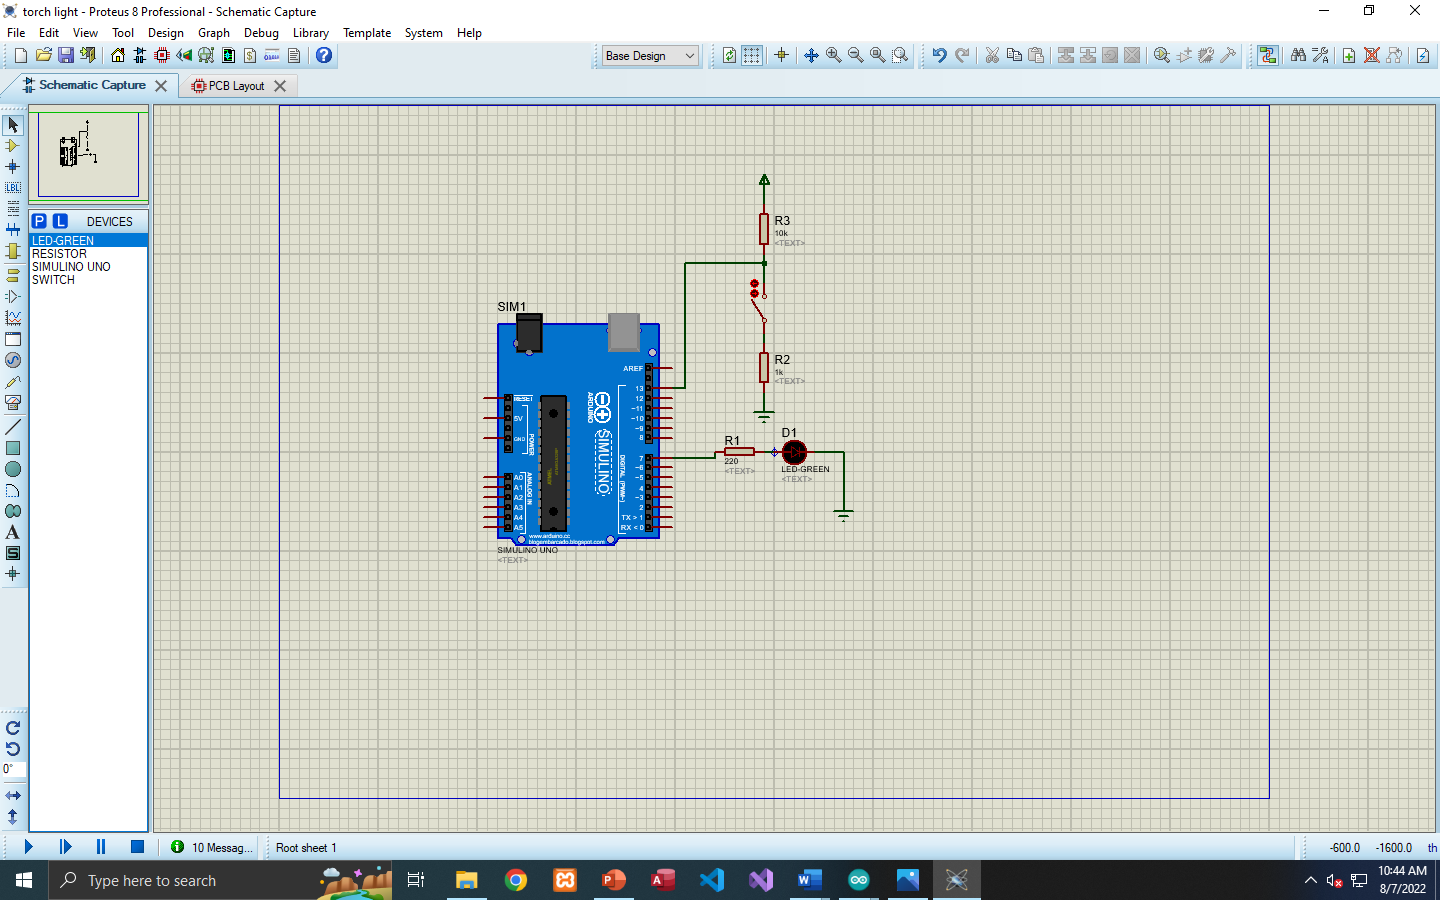 torch light - Proteus 8 Professional - Schematic Capture
File Edit View Tool Design Graph Debug Library Template System Help
Base Design
Schematic Capture
PCB Layout
P L DEVICES
LED-GREEN
RESISTOR
SIMULINO UNO
SWITCH
LBL
A
S
0°
R3
10k
<TEXT>
R2
1k
<TEXT>
R1
220
<TEXT>
D1
LED-GREEN
<TEXT>
SIM1
AREF
13
12
~11
~10
~9
8
7
~6
~5
4
~3
2
TX > 1
RX < 0
RESET
5V
GND
POWER
A0
A1
A2
A3
A4
A5
ANALOG IN
ARDUINO
SIMULINO
DIGITAL (PWM~)
www.arduino.cc
blogembarcado.blogspot.com
SIMULINO UNO
<TEXT>
10 Messag...
Root sheet 1
-600.0 -1600.0 th
Type here to search
10:44 AM
8/7/2022